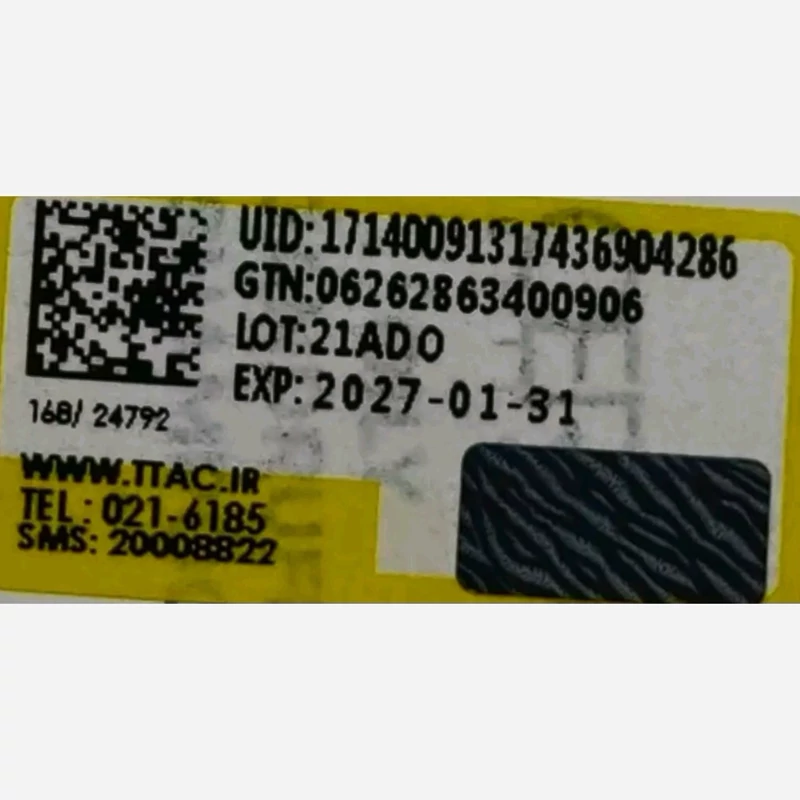 UID:17140091317436904286
GTN:06262863400906
LOT:21ADO
EXP: 2027-01-31
168/ 24792
WWW.TTAC.IR
TEL: 021-6185
SMS: 20008822